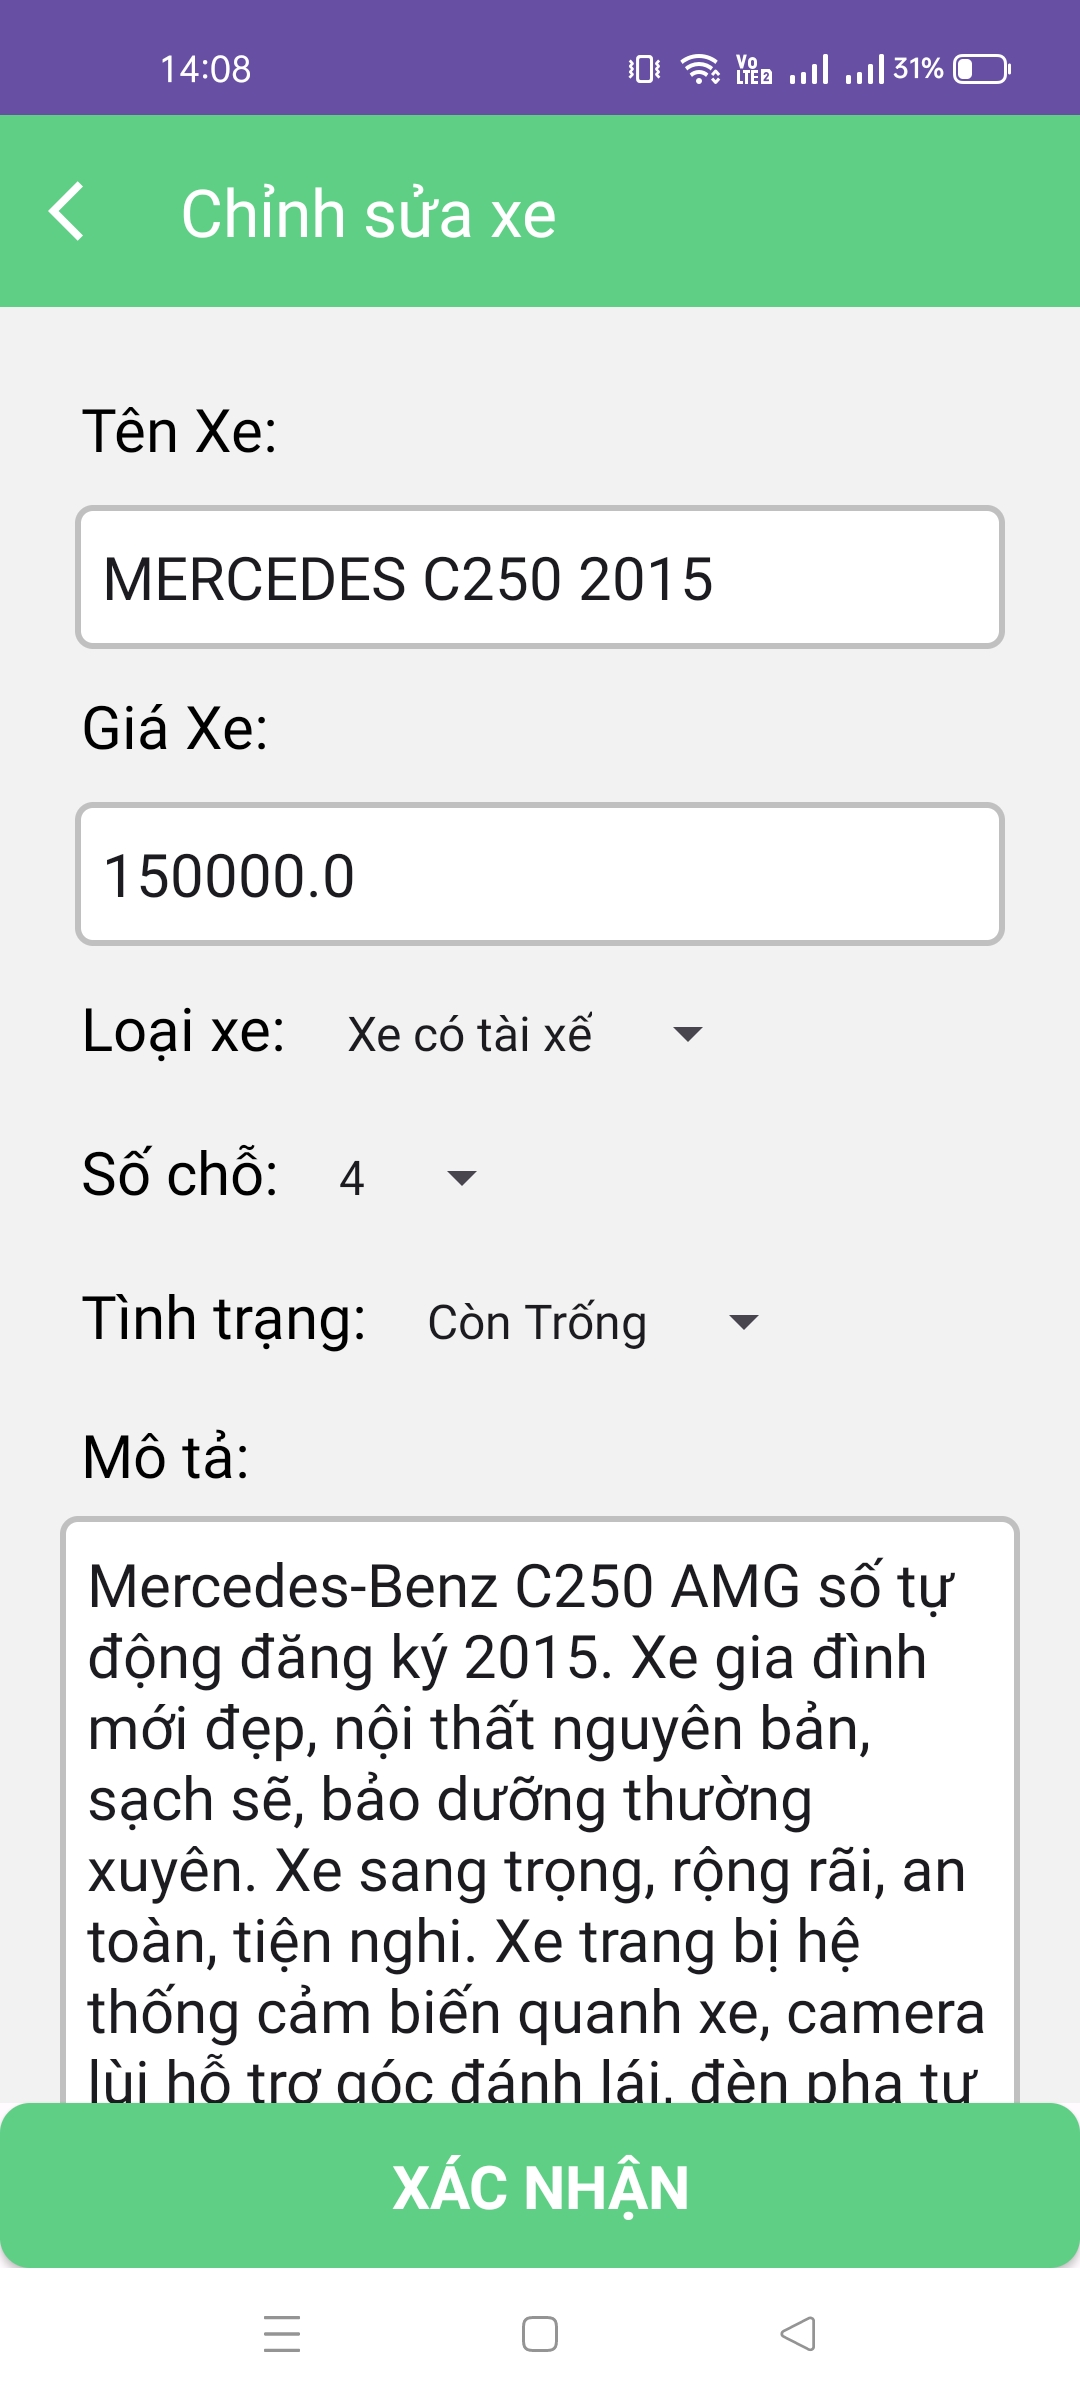 14:08
Vo LTE 2 31%
Chỉnh sửa xe
Tên Xe:
MERCEDES C250 2015
Giá Xe:
150000.0
Loại xe: Xe có tài xế
Số chỗ: 4
Tình trạng: Còn Trống
Mô tả:
Mercedes-Benz C250 AMG số tự
động đăng ký 2015. Xe gia đình
mới đẹp, nội thất nguyên bản,
sạch sẽ, bảo dưỡng thường
xuyên. Xe sang trọng, rộng rãi, an
toàn, tiện nghi. Xe trang bị hệ
thống cảm biến quanh xe, camera
lùi hỗ trợ góc đánh lái, đèn pha tự
XÁC NHẬN